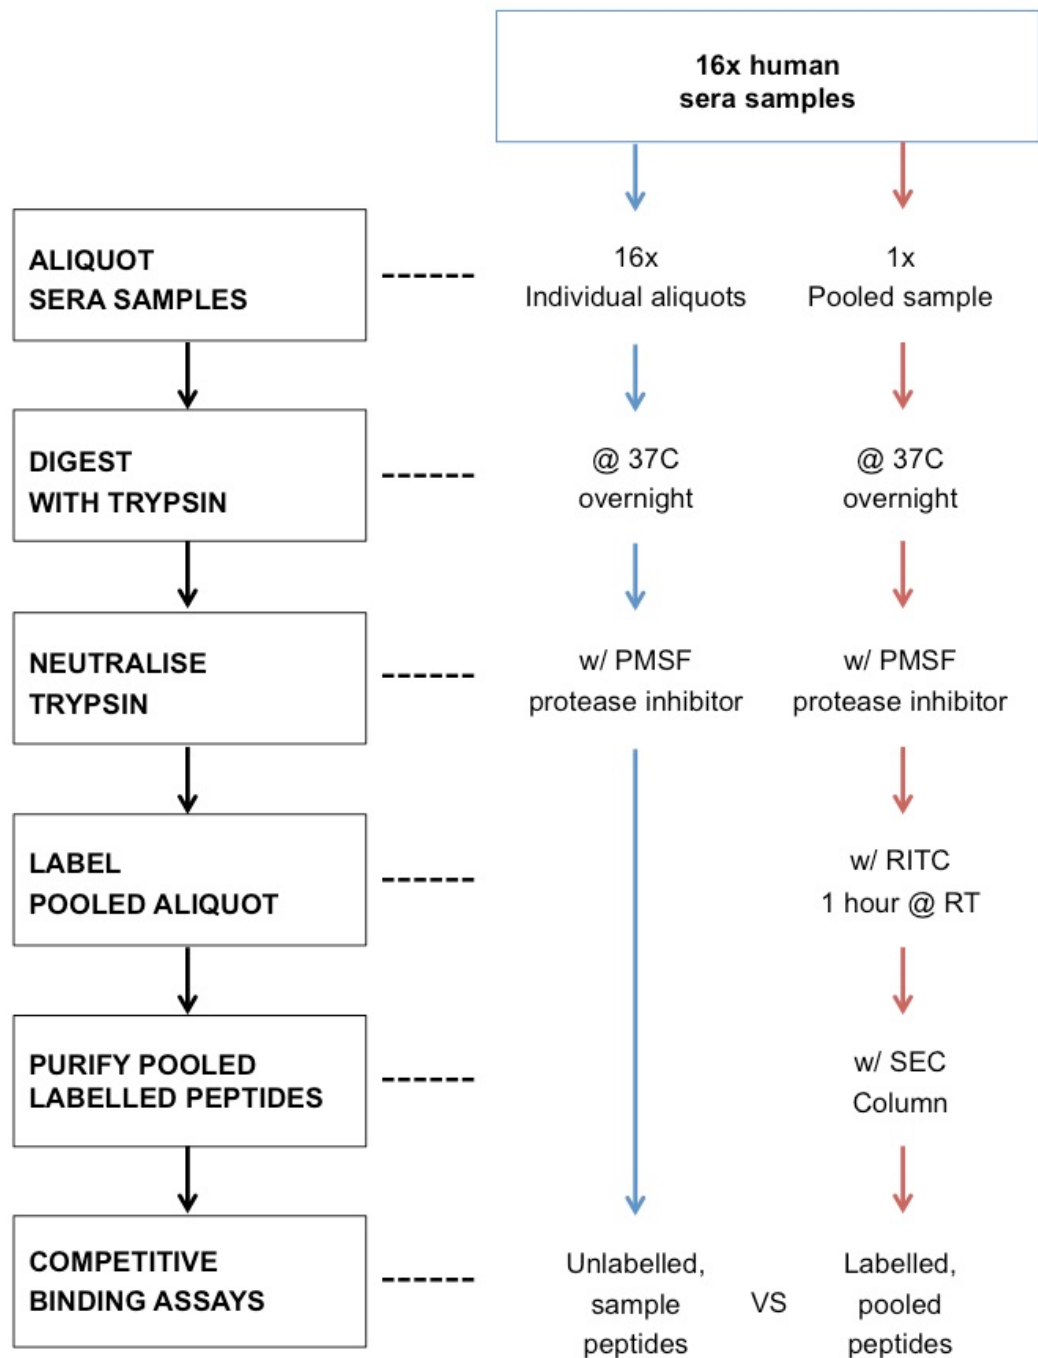 16x human
sera samples
ALIQUOT
SERA SAMPLES
16x
Individual aliquots
1x
Pooled sample
DIGEST
WITH TRYPSIN
@ 37C
overnight
@ 37C
overnight
NEUTRALISE
TRYPSIN
w/ PMSF
protease inhibitor
w/ PMSF
protease inhibitor
LABEL
POOLED ALIQUOT
w/ RITC
1 hour @ RT
PURIFY POOLED
LABELLED PEPTIDES
w/ SEC
Column
COMPETITIVE
BINDING ASSAYS
Unlabelled,
sample
peptides
VS
Labelled,
pooled
peptides